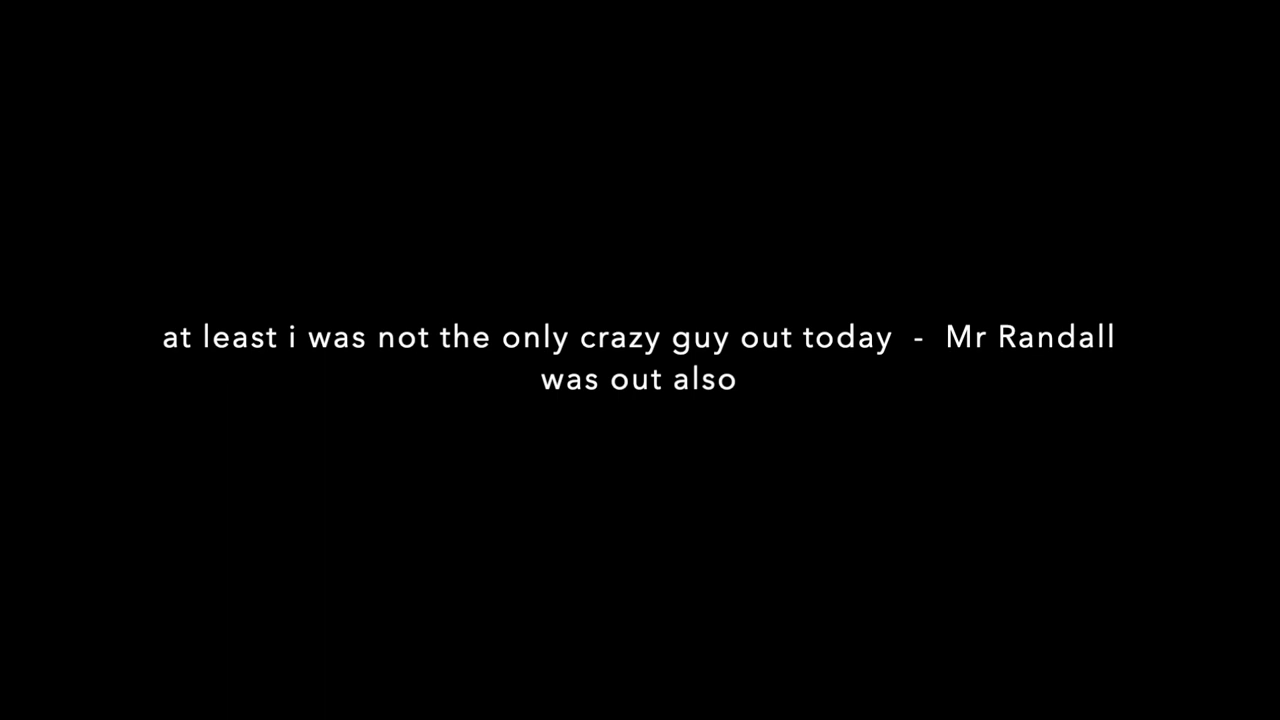 at least i was not the only crazy guy out today  -  Mr Randall
was out also